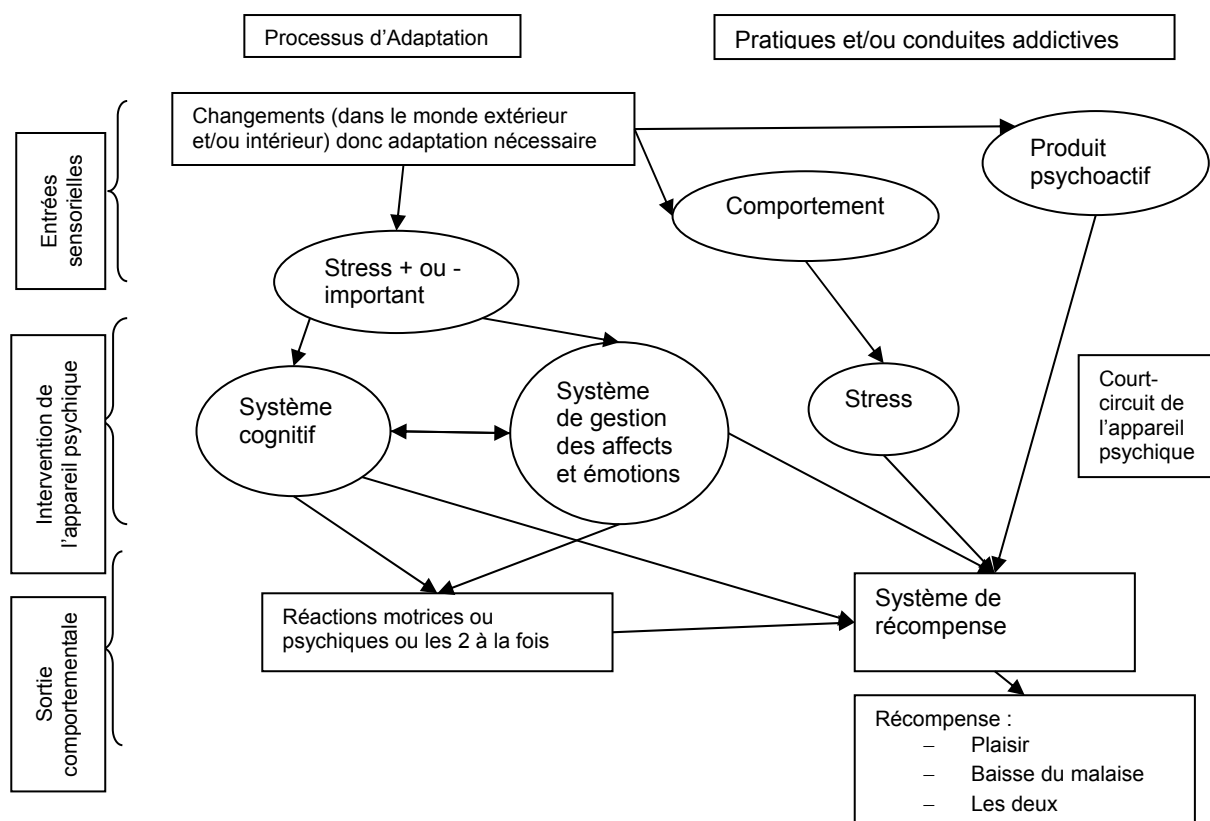 Processus d'Adaptation
Pratiques et/ou conduites addictives
Entrées
sensorielles
Changements (dans le monde extérieur
et/ou intérieur) donc adaptation nécessaire
Produit
psychoactif
Comportement
Stress + ou -
important
Intervention de
l'appareil psychique
Système
cognitif
Système
de gestion
des affects
et émotions
Stress
Court-
circuit de
l'appareil
psychique
Sortie
comportementale
Réactions motrices ou
psychiques ou les 2 à la fois
Système de
récompense
Récompense :
– Plaisir
– Baisse du malaise
– Les deux